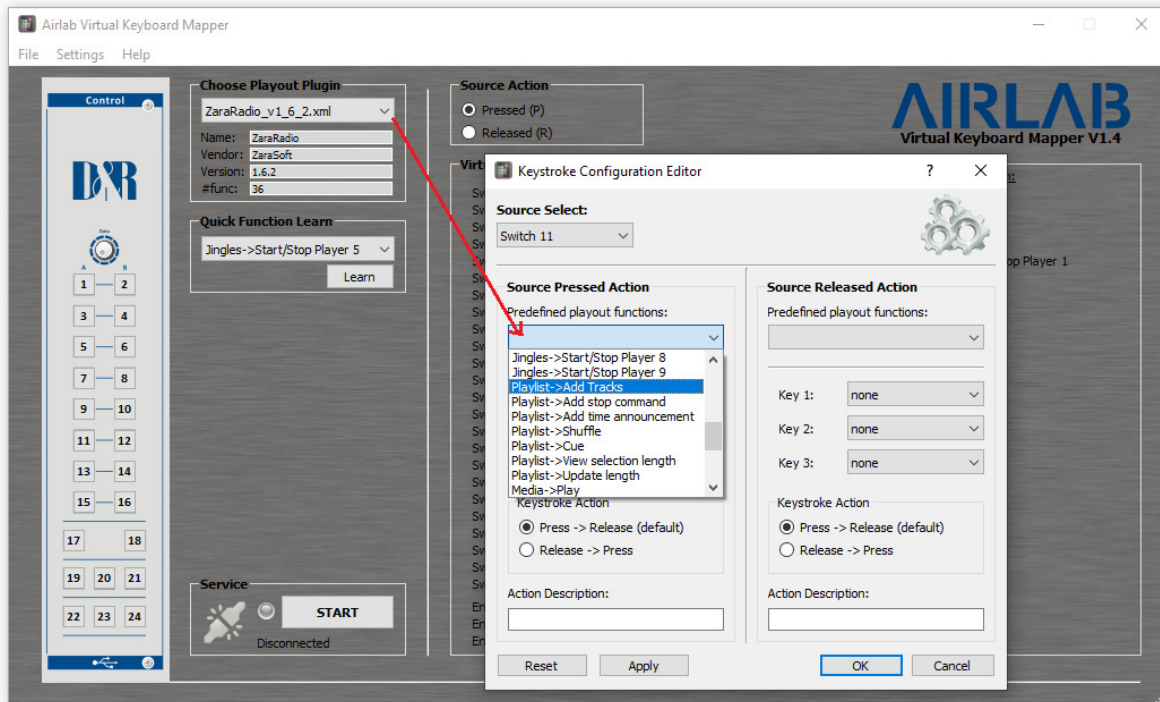 Airlab Virtual Keyboard Mapper
File Settings Help
Control
D&R
Data
A B
1 2
3 4
5 6
7 8
9 10
11 12
13 14
15 16
17 18
19 20 21
22 23 24
Choose Playout Plugin
ZaraRadio_v1_6_2.xml
Name: ZaraRadio
Vendor: ZaraSoft
Version: 1.6.2
#func: 36
Quick Function Learn
Jingles->Start/Stop Player 5
Learn
Service
START
Disconnected
Source Action
Pressed (P)
Released (R)
AIRLAB
Virtual Keyboard Mapper V1.4
Keystroke Configuration Editor
? 
Source Select:
Switch 11
Source Pressed Action
Predefined playout functions:
Jingles->Start/Stop Player 8
Jingles->Start/Stop Player 9
Playlist->Add Tracks
Playlist->Add stop command
Playlist->Add time announcement
Playlist->Shuffle
Playlist->Cue
Playlist->View selection length
Playlist->Update length
Media->Play
Keystroke Action
Press -> Release (default)
Release -> Press
Action Description:
Source Released Action
Predefined playout functions:
Key 1: none
Key 2: none
Key 3: none
Keystroke Action
Press -> Release (default)
Release -> Press
Action Description:
Reset Apply OK Cancel
Player 1